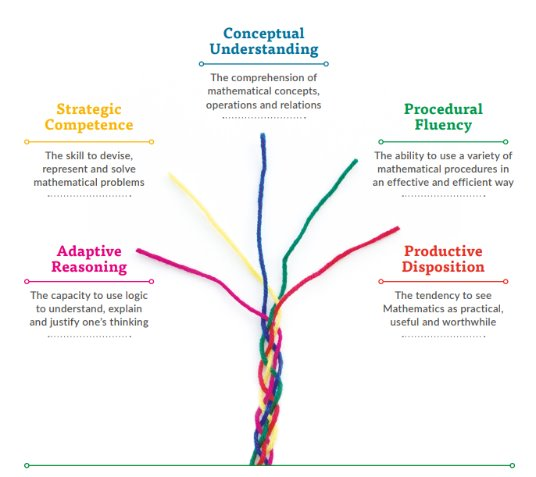 Conceptual
Understanding
The comprehension of
mathematical concepts,
operations and relations
Strategic
Competence
The skill to devise,
represent and solve
mathematical problems
Procedural
Fluency
The ability to use a variety of
mathematical procedures in
an effective and efficient way
Adaptive
Reasoning
The capacity to use logic
to understand, explain
and justify one's thinking
Productive
Disposition
The tendency to see
Mathematics as practical,
useful and worthwhile